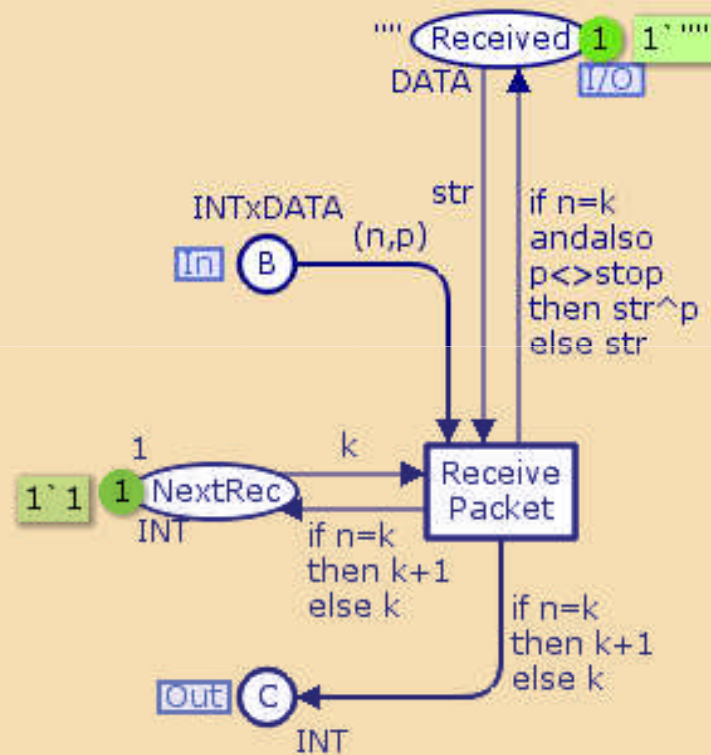 "" Received 1 1`""
DATA I/O
str
if n=k
andalso
p<>stop
then str^p
else str
INTxDATA
(n,p)
In B
1
k
Receive
Packet
1`1 1 NextRec
INT
if n=k
then k+1
else k
if n=k
then k+1
else k
Out C
INT